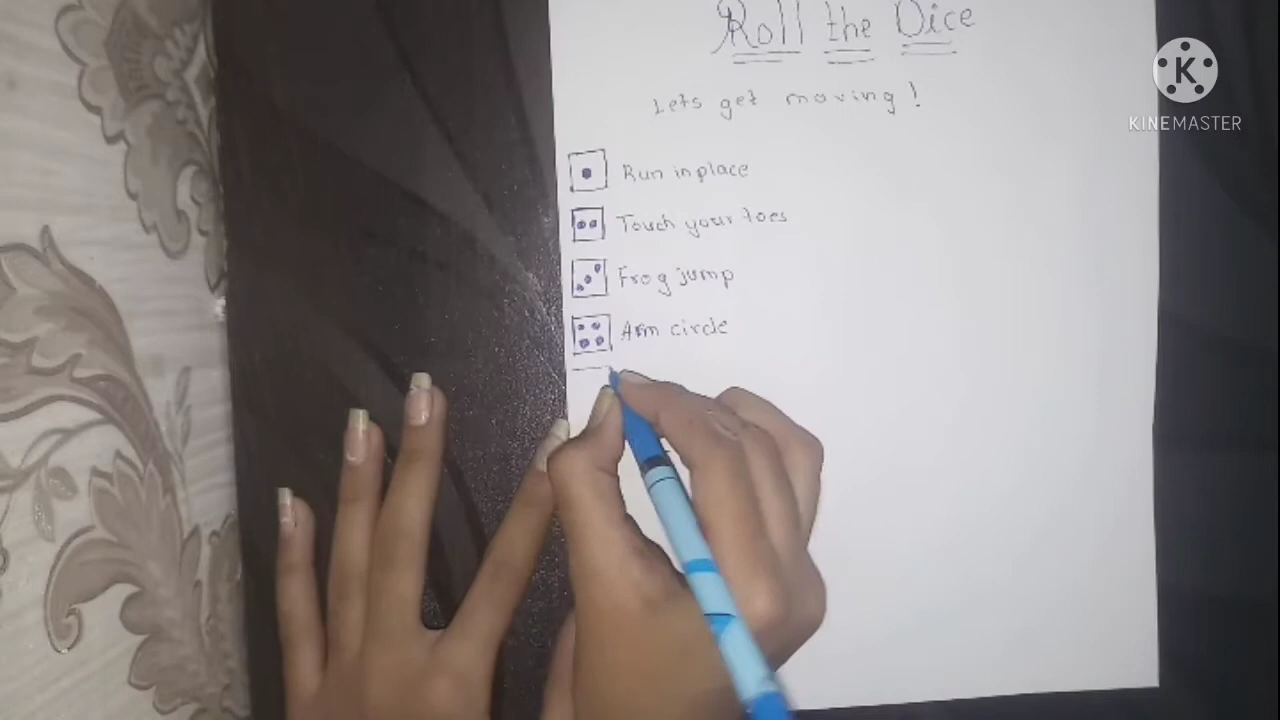 Roll the Dice
Lets get moving!
Run in place
Touch your toes
Frog jump
Arm circle
K
KINEMASTER